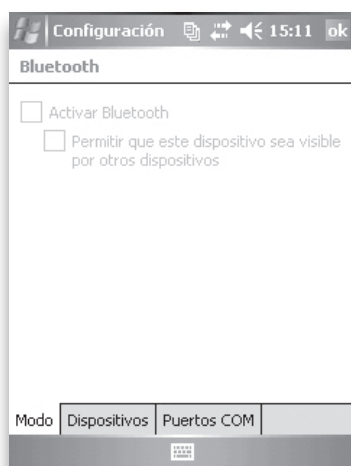 Configuración 15:11 ok
Bluetooth
Activar Bluetooth
Permitir que este dispositivo sea visible
por otros dispositivos
Modo Dispositivos Puertos COM